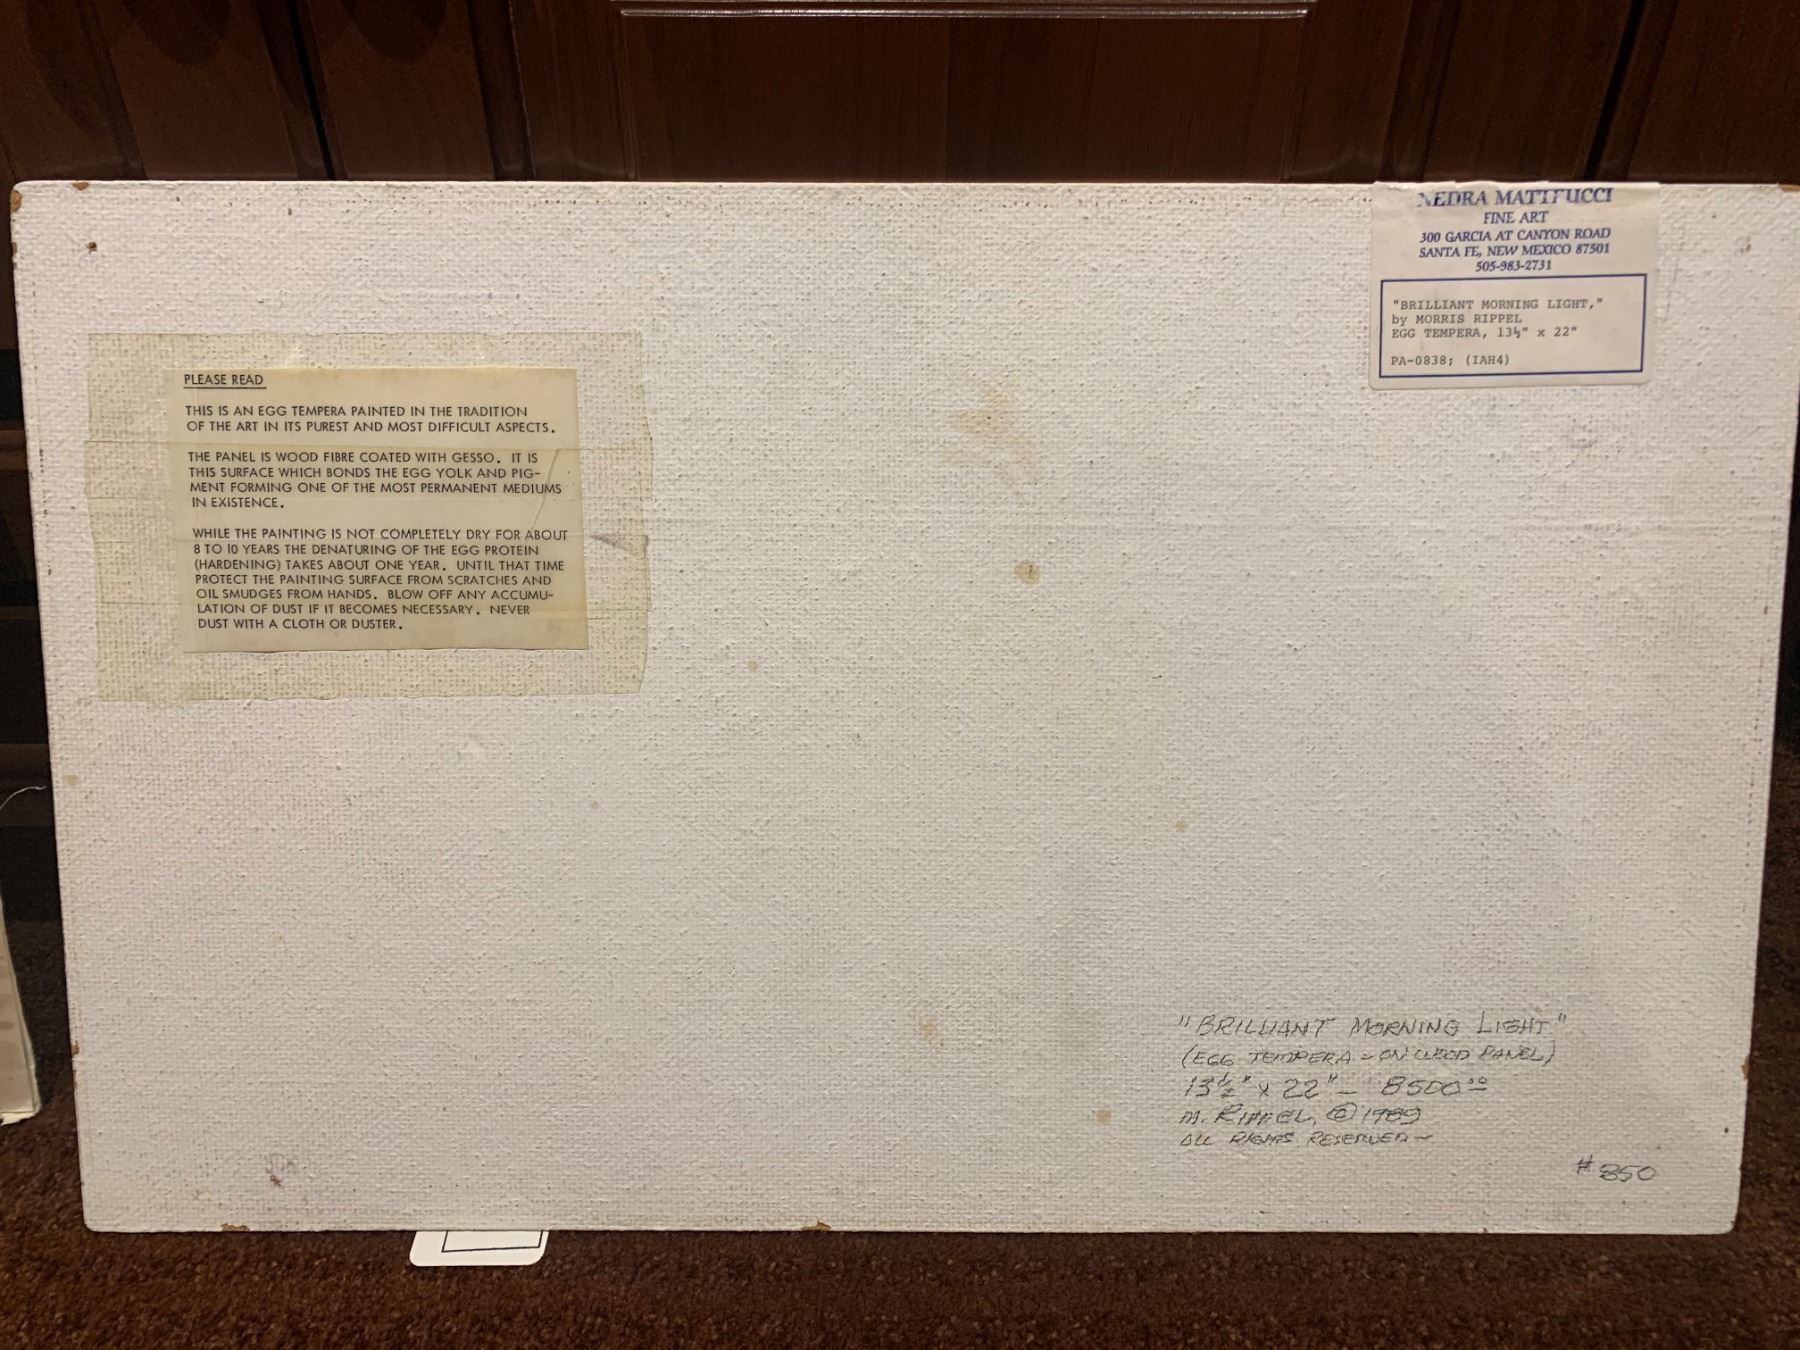 NEDRA MATTEUCCI
FINE ART
300 GARCIA AT CANYON ROAD
SANTA FE, NEW MEXICO 87501
505-983-2731
"BRILLIANT MORNING LIGHT,"
by MORRIS RIPPEL
EGG TEMPERA, 13½" x 22"
PA-0838; (IAH4)
PLEASE READ
THIS IS AN EGG TEMPERA PAINTED IN THE TRADITION
OF THE ART IN ITS PUREST AND MOST DIFFICULT ASPECTS.
THE PANEL IS WOOD FIBRE COATED WITH GESSO. IT IS
THIS SURFACE WHICH BONDS THE EGG YOLK AND PIG-
MENT FORMING ONE OF THE MOST PERMANENT MEDIUMS
IN EXISTENCE.
WHILE THE PAINTING IS NOT COMPLETELY DRY FOR ABOUT
8 TO 10 YEARS THE DENATURING OF THE EGG PROTEIN
(HARDENING) TAKES ABOUT ONE YEAR. UNTIL THAT TIME
PROTECT THE PAINTING SURFACE FROM SCRATCHES AND
OIL SMUDGES FROM HANDS. BLOW OFF ANY ACCUMU-
LATION OF DUST IF IT BECOMES NECESSARY. NEVER
DUST WITH A CLOTH OR DUSTER.
"BRILLIANT MORNING LIGHT"
(EGG TEMPERA - ON WOOD PANEL)
13½" x 22" - 8500⁰⁰
M. RIPPEL, © 1989
ALL RIGHTS RESERVED -
# 850